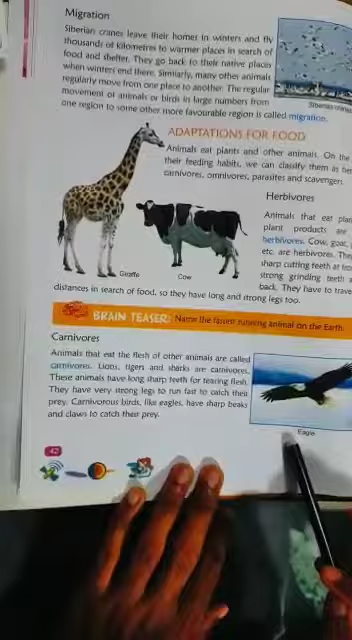 Migration
Siberian cranes leave their homes in winters and fly
thousands of kilometres to warmer places in search of
food and shelter. They go back to their native places
when winters end there. Similarly, many other animals
regularly move from one place to another. The regular
movement of animals or birds in large numbers from
one region to some other more favourable region is called migration.
Siberian cranes
ADAPTATIONS FOR FOOD
Animals eat plants and other animals. On the
their feeding habits, we can classify them as
carnivores, omnivores, parasites and scavengers
Herbivores
Animals that eat
plant products are
herbivores. Cow, goat,
etc. are herbivores.
sharp cutting teeth at
strong grinding teeth
back. They have to
distances in search of food, so they have long and strong legs too.
Giraffe
Cow
BRAIN TEASER Name the fastest running animal on the Earth.
Carnivores
Animals that eat the flesh of other animals are called
carnivores. Lions, tigers and sharks are carnivores.
These animals have long sharp teeth for tearing flesh.
They have very strong legs to run fast to catch their
prey. Carnivorous birds, like eagles, have sharp beaks
and claws to catch their prey.
Eagle
42